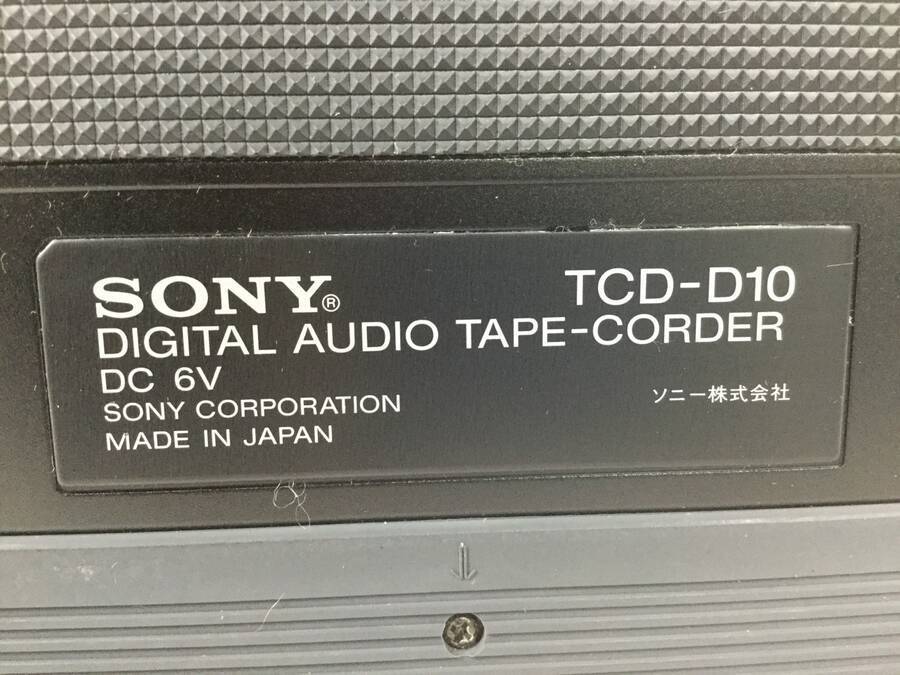 SONY®
TCD-D10
DIGITAL AUDIO TAPE-CORDER
DC 6V
SONY CORPORATION
ソニー株式会社
MADE IN JAPAN